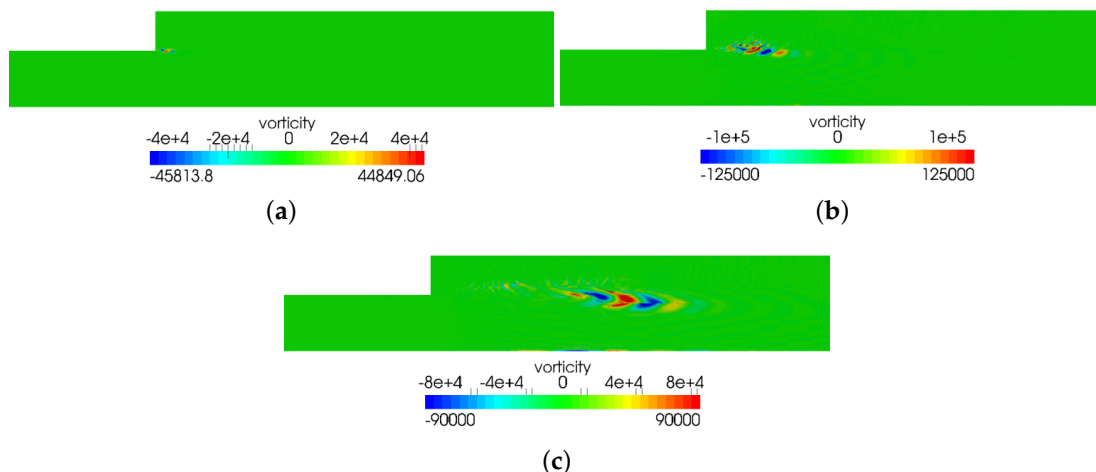 vorticity
-4e+4 -2e+4 0 2e+4 4e+4
-45813.8 44849.06
(a)
vorticity
-1e+5 0 1e+5
-125000 125000
(b)
vorticity
-8e+4 -4e+4 0 4e+4 8e+4
-90000 90000
(c)